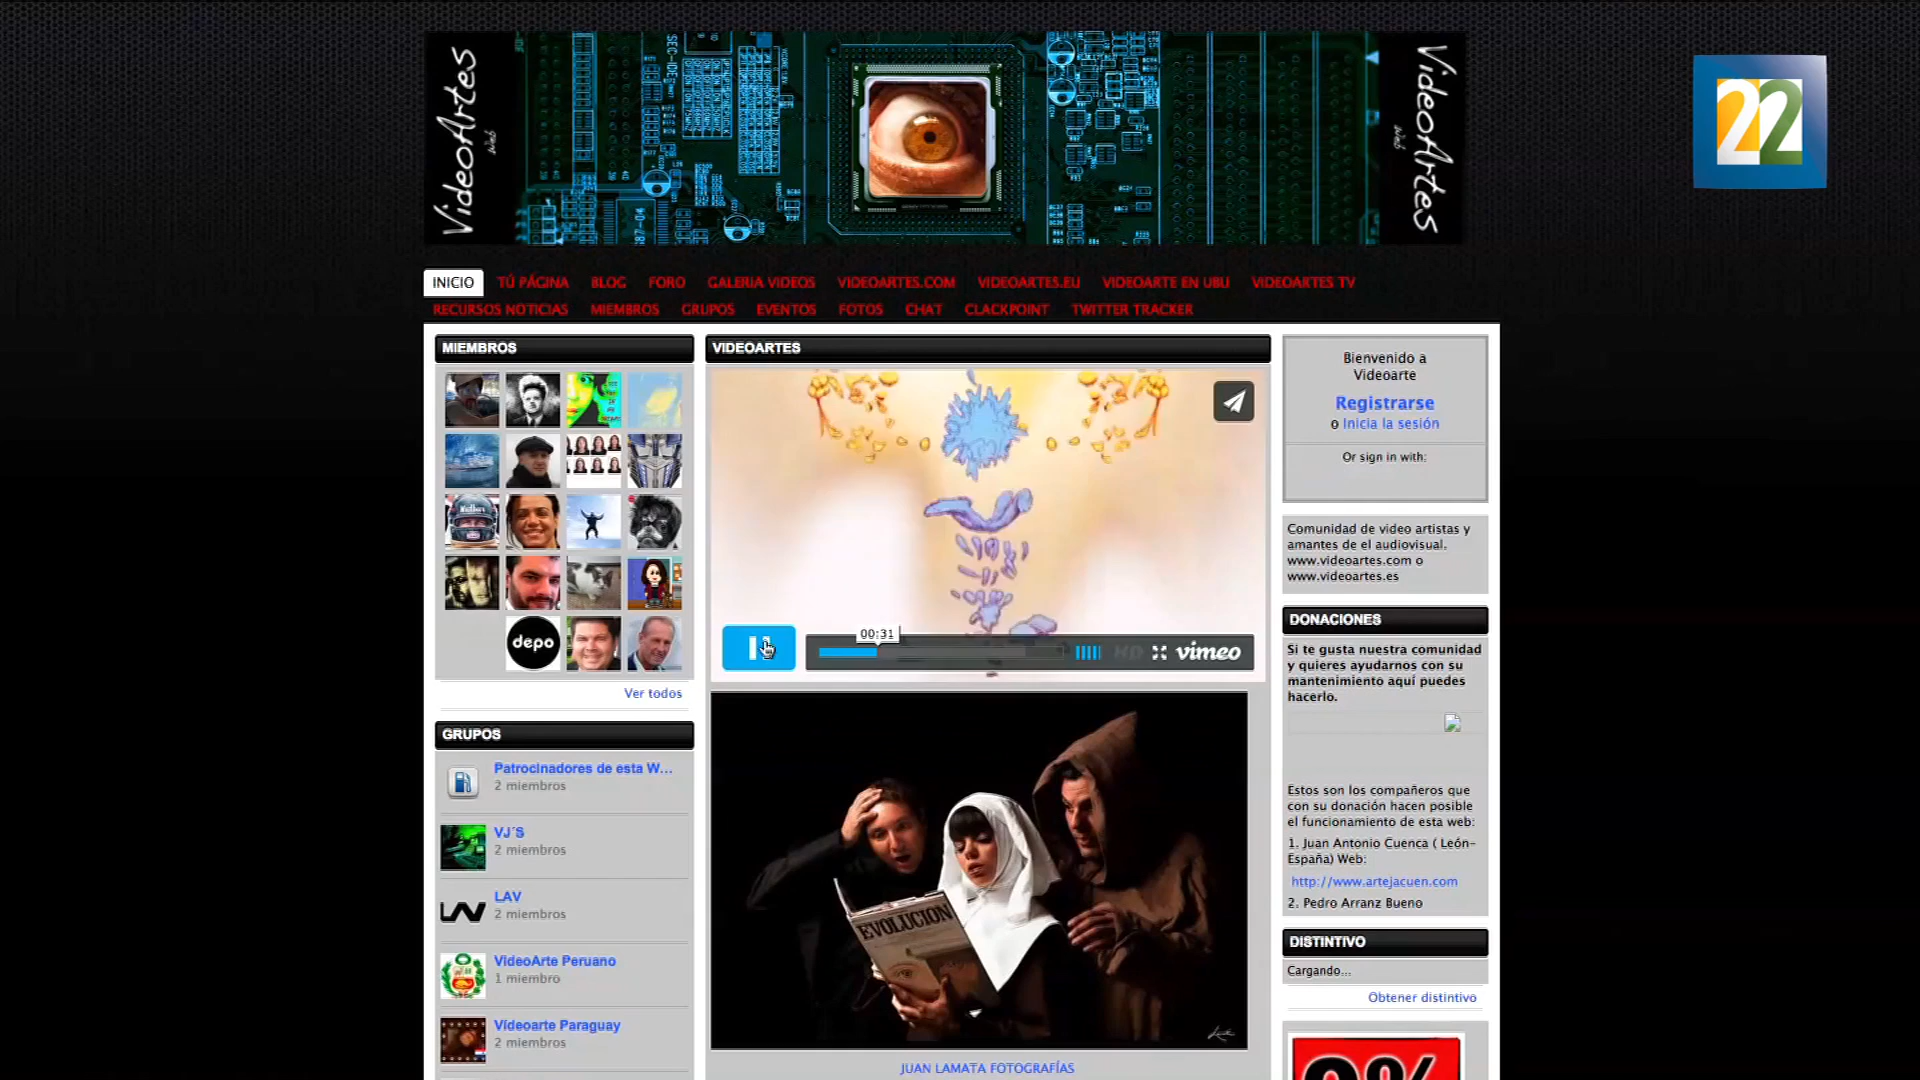 VideoArtes
Web
VideoArtes
Web
22
INICIO TÚ PÁGINA BLOG FORO GALERIA VIDEOS VIDEOARTES.COM VIDEOARTES.EU VIDEOARTE EN UBU VIDEOARTES TV
RECURSOS NOTICIAS MIEMBROS GRUPOS EVENTOS FOTOS CHAT CLACKPOINT TWITTER TRACKER
MIEMBROS
depo
Ver todos
GRUPOS
Patrocinadores de esta W...
2 miembros
VJ´S
2 miembros
LAV
2 miembros
VideoArte Peruano
1 miembro
Vídeoarte Paraguay
2 miembros
VIDEOARTES
00:31
HD vimeo
EVOLUCION
JUAN LAMATA FOTOGRAFÍAS
Bienvenido a
Videoarte
Registrarse
o Inicia la sesión
Or sign in with:
Comunidad de video artistas y
amantes de el audiovisual.
www.videoartes.com o
www.videoartes.es
DONACIONES
Si te gusta nuestra comunidad
y quieres ayudarnos con su
mantenimiento aquí puedes
hacerlo.
Estos son los compañeros que
con su donación hacen posible
el funcionamiento de esta web:
1. Juan Antonio Cuenca ( León-
España) Web:
http://www.artejacuen.com
2. Pedro Arranz Bueno
DISTINTIVO
Cargando...
Obtener distintivo